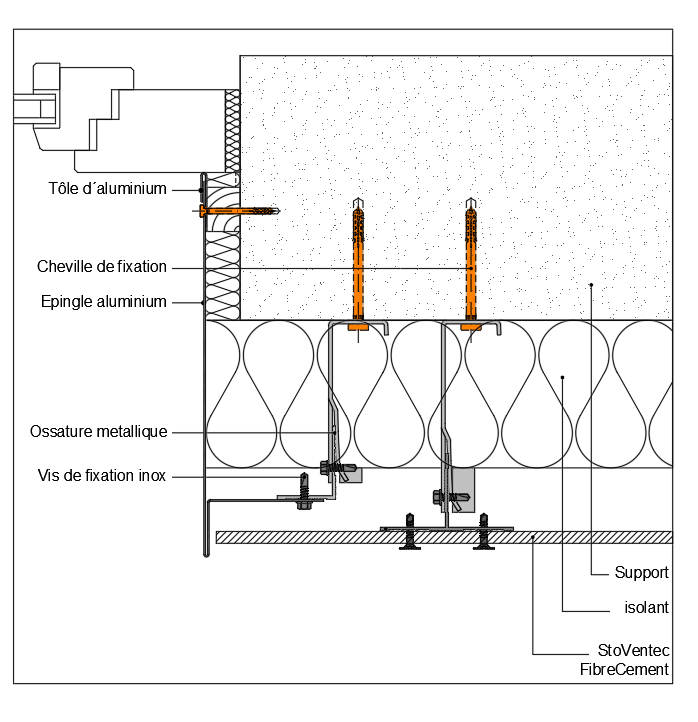 Tôle d´aluminium
Cheville de fixation
Epingle aluminium
Ossature metallique
Vis de fixation inox
Support
isolant
StoVentec
FibreCement